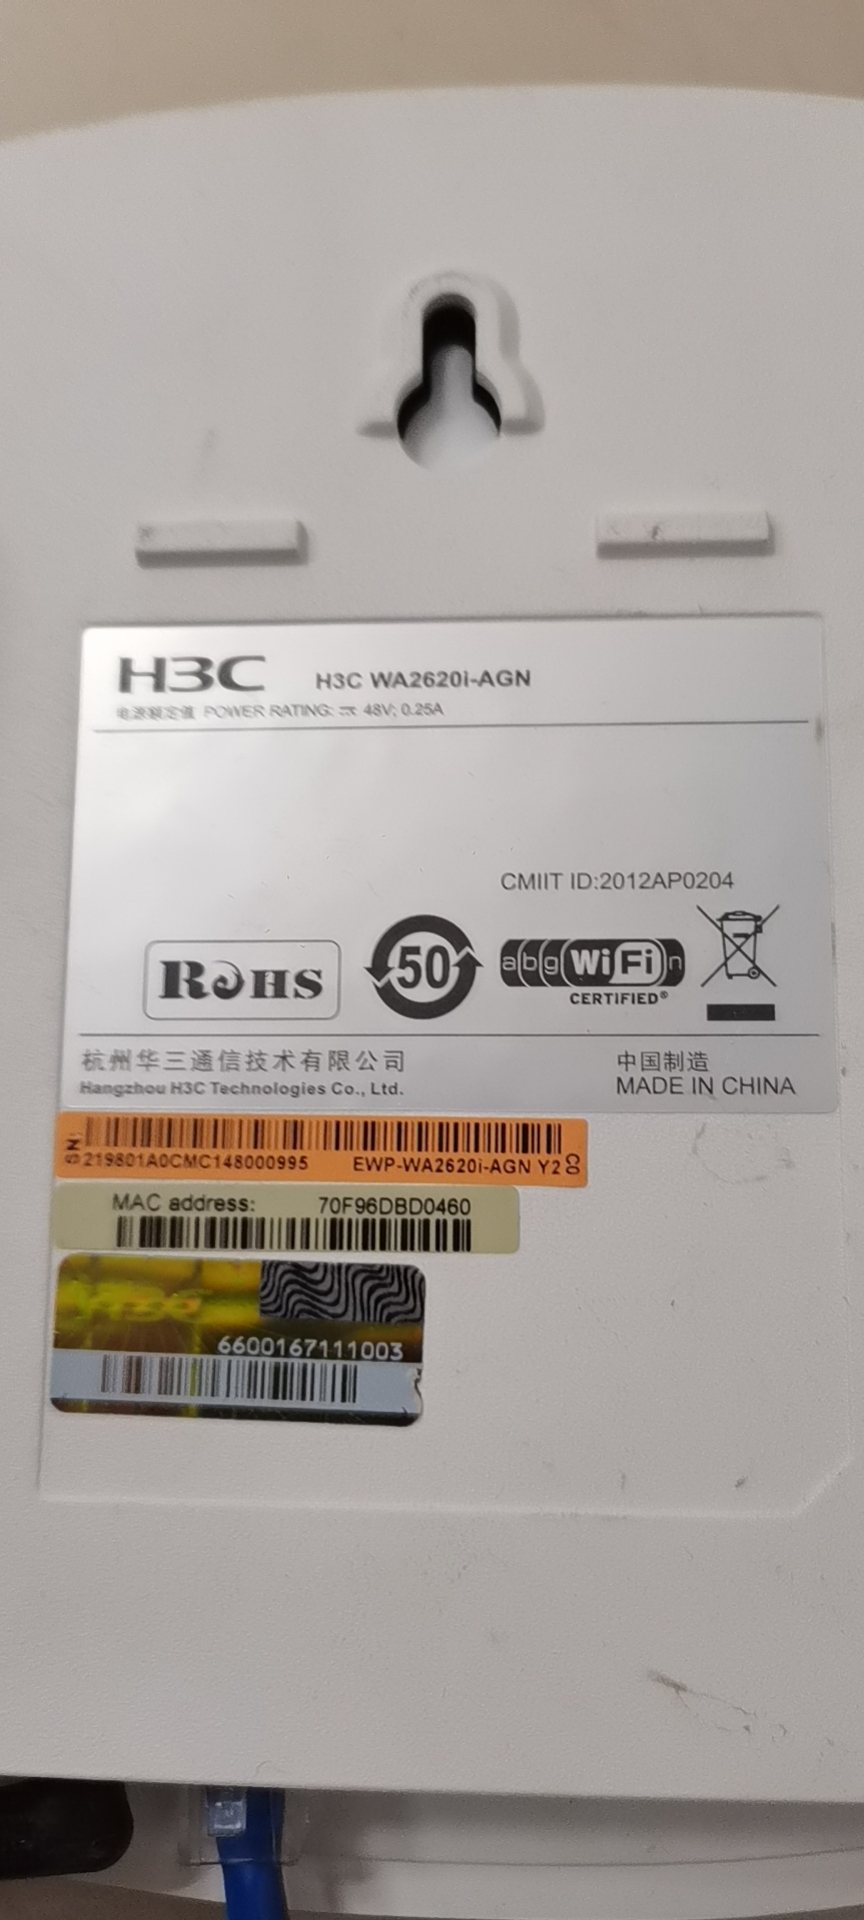 H3C H3C WA2620i-AGN
电源额定值 POWER RATING: ⎓ 48V; 0.25A
CMIIT ID:2012AP0204
RoHS 50 abg WiFi n
CERTIFIED®
杭州华三通信技术有限公司 中国制造
Hangzhou H3C Technologies Co., Ltd. MADE IN CHINA
SN: 219801A0CMC148000995 EWP-WA2620i-AGN Y2 CO
MAC address: 70F96DBD0460
H3C
6600167111003